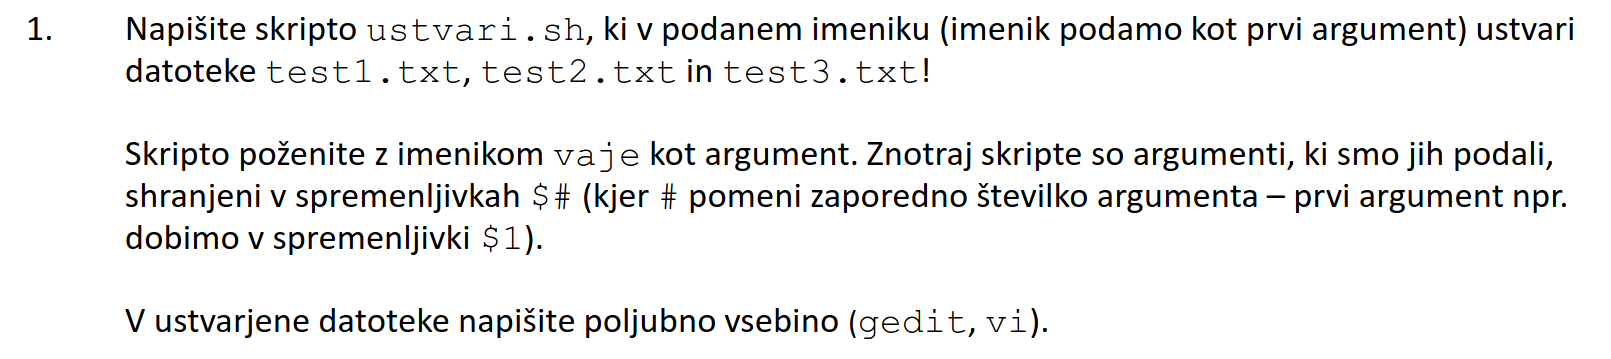 1. Napišite skripto ustvari.sh, ki v podanem imeniku (imenik podamo kot prvi argument) ustvari
datoteke test1.txt, test2.txt in test3.txt!
Skripto poženite z imenikom vaje kot argument. Znotraj skripte so argumenti, ki smo jih podali,
shranjeni v spremenljivkah $# (kjer # pomeni zaporedno številko argumenta – prvi argument npr.
dobimo v spremenljivki $1).
V ustvarjene datoteke napišite poljubno vsebino (gedit, vi).